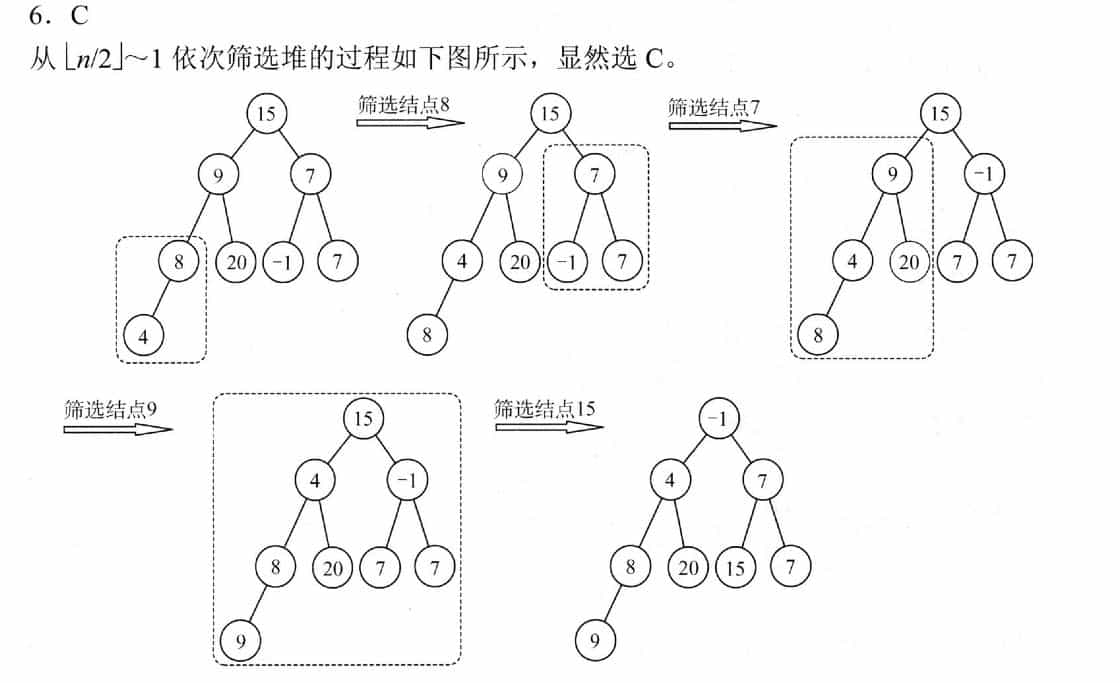 6．C
从⌊n/2⌋～1 依次筛选堆的过程如下图所示，显然选 C。
15 筛选结点8 15 筛选结点7 15
9 7 9 7 9 −1
8 20 −1 7 4 20 −1 7 4 20 7 7
4 8 8
筛选结点9 15 筛选结点15 −1
4 −1 4 7
8 20 7 7 8 20 15 7
9 9